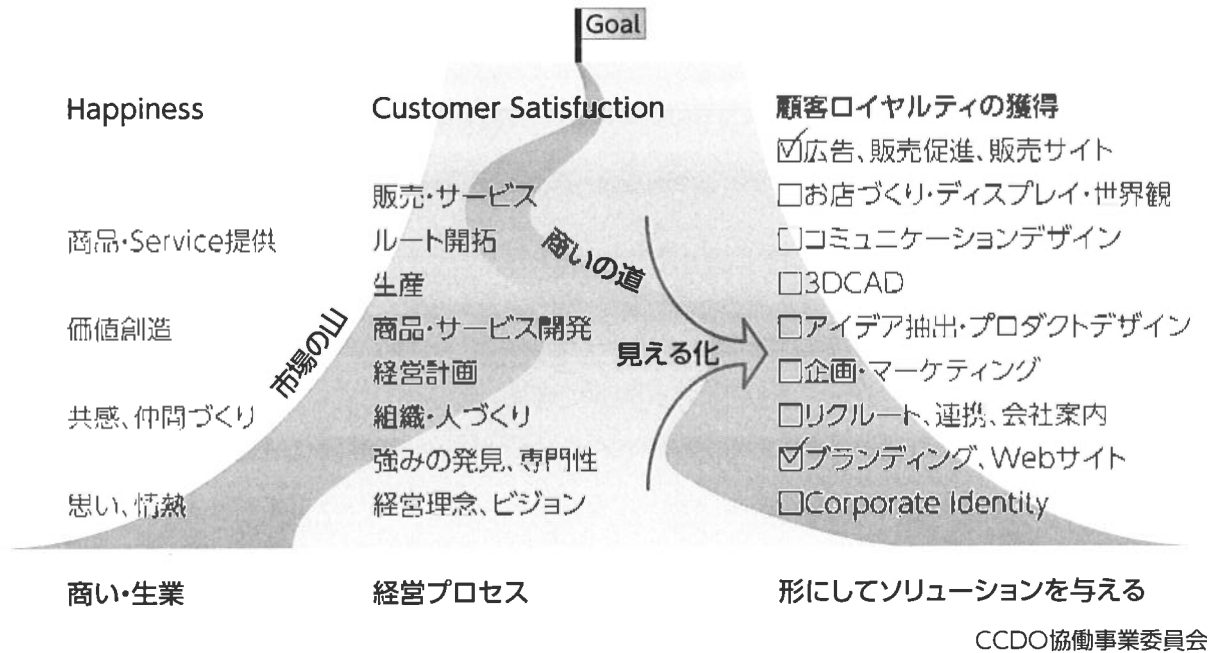 Goal
Happiness
商品・Service提供
価値創造
共感、仲間づくり
思い、情熱
商い・生業
市場の山
Customer Satisfuction
販売・サービス
ルート開拓
生産
商品・サービス開発
経営計画
組織・人づくり
強みの発見、専門性
経営理念、ビジョン
経営プロセス
商いの道
見える化
顧客ロイヤルティの獲得
☑広告、販売促進、販売サイト
□お店づくり・ディスプレイ・世界観
□コミュニケーションデザイン
□3DCAD
□アイデア抽出・プロダクトデザイン
□企画・マーケティング
□リクルート、連携、会社案内
☑ブランディング、Webサイト
□Corporate Identity
形にしてソリューションを与える
CCDO協働事業委員会